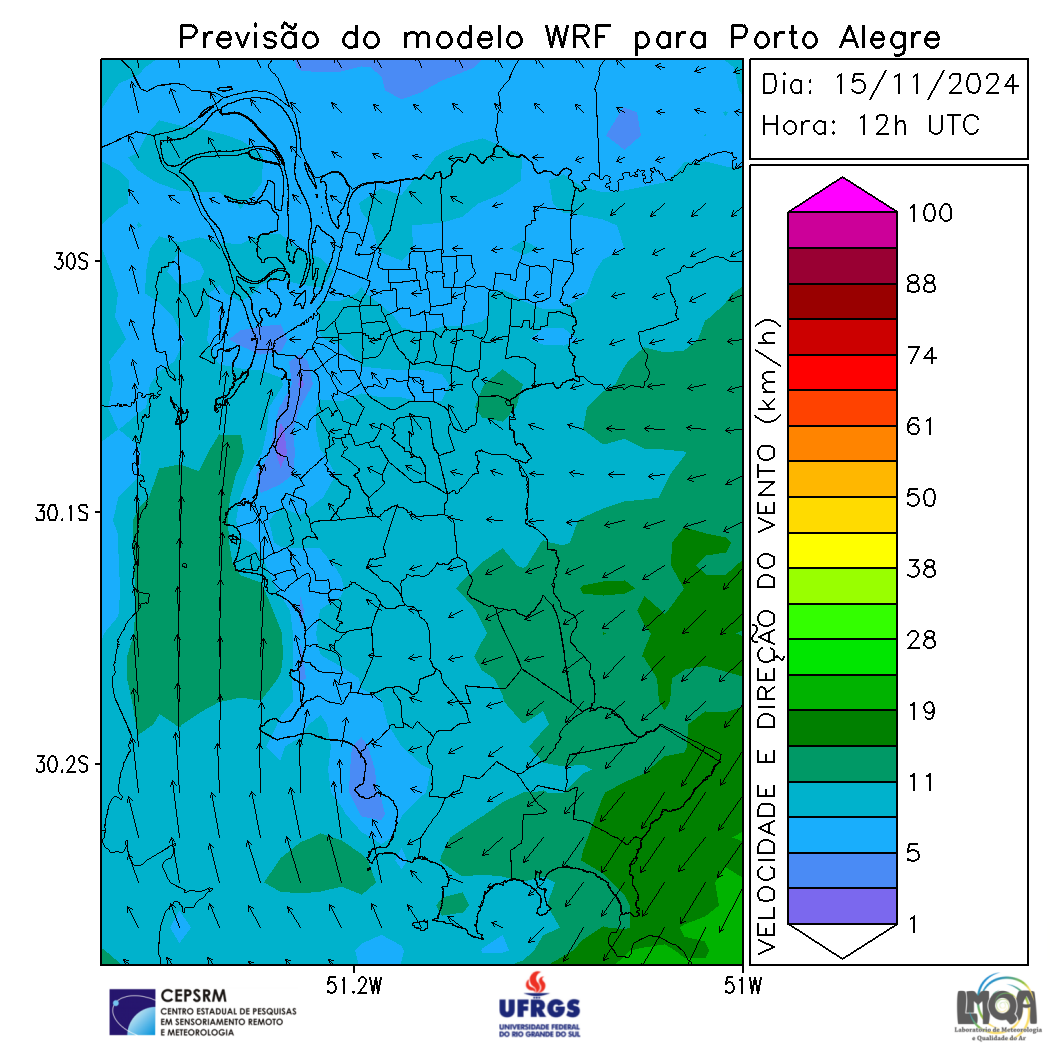 Previsão do modelo WRF para Porto Alegre
Dia: 15/11/2024
Hora: 12h UTC
30S
30.1S
30.2S
51.2W
51W
VELOCIDADE E DIREÇÃO DO VENTO (km/h)
100
88
74
61
50
38
28
19
11
5
1
CEPSRM
CENTRO ESTADUAL DE PESQUISAS
EM SENSORIAMENTO REMOTO
E METEOROLOGIA
UFRGS
UNIVERSIDADE FEDERAL
DO RIO GRANDE DO SUL
LMQA
Laboratório de Meteorologia
e Qualidade do Ar